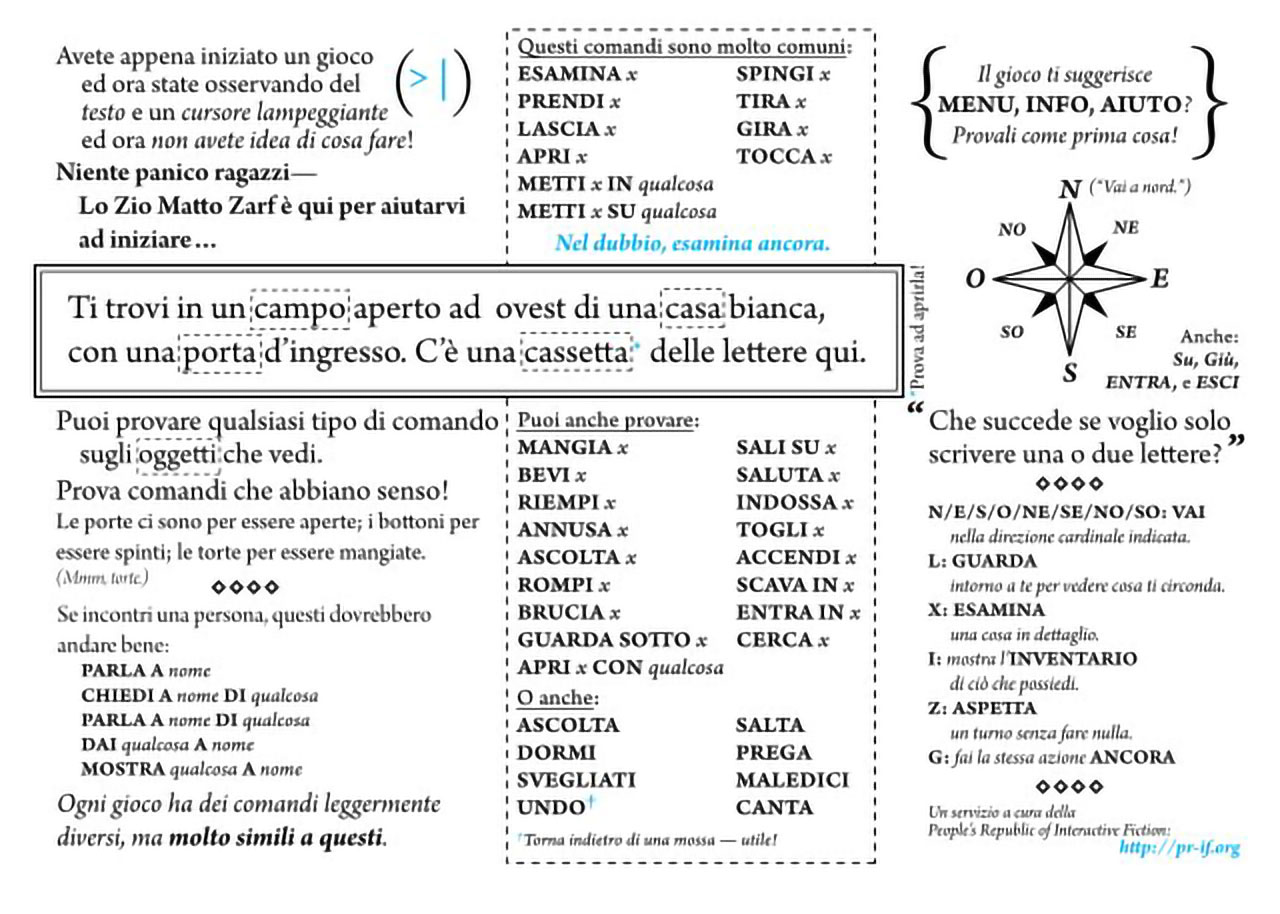 Avete appena iniziato un gioco
ed ora state osservando del
testo e un cursore lampeggiante
ed ora non avete idea di cosa fare!
(>|)
Niente panico ragazzi—
Lo Zio Matto Zarf è qui per aiutarvi
ad iniziare...
Questi comandi sono molto comuni:
ESAMINA x SPINGI x
PRENDI x TIRA x
LASCIA x GIRA x
APRI x TOCCA x
METTI x IN qualcosa
METTI x SU qualcosa
Nel dubbio, esamina ancora.
{Il gioco ti suggerisce
MENU, INFO, AIUTO?
Provali come prima cosa!}
N ("Vai a nord.")
NO NE
O E
SO SE
S
Anche:
Su, Giù,
ENTRA, e ESCI
Ti trovi in un campo aperto ad ovest di una casa bianca,
con una porta d'ingresso. C'è una cassetta* delle lettere qui.
*Prova ad aprirla!
Puoi provare qualsiasi tipo di comando
sugli oggetti che vedi.
Prova comandi che abbiano senso!
Le porte ci sono per essere aperte; i bottoni per
essere spinti; le torte per essere mangiate.
(Mmm, torte.)
Se incontri una persona, questi dovrebbero
andare bene:
PARLA A nome
CHIEDI A nome DI qualcosa
PARLA A nome DI qualcosa
DAI qualcosa A nome
MOSTRA qualcosa A nome
Ogni gioco ha dei comandi leggermente
diversi, ma molto simili a questi.
Puoi anche provare:
MANGIA x SALI SU x
BEVI x SALUTA x
RIEMPI x INDOSSA x
ANNUSA x TOGLI x
ASCOLTA x ACCENDI x
ROMPI x SCAVA IN x
BRUCIA x ENTRA IN x
GUARDA SOTTO x CERCA x
APRI x CON qualcosa
O anche:
ASCOLTA SALTA
DORMI PREGA
SVEGLIATI MALEDICI
UNDO† CANTA
†Torna indietro di una mossa — utile!
“Che succede se voglio solo
scrivere una o due lettere?”
N/E/S/O/NE/SE/NO/SO: VAI
nella direzione cardinale indicata.
L: GUARDA
intorno a te per vedere cosa ti circonda.
X: ESAMINA
una cosa in dettaglio.
I: mostra l'INVENTARIO
di ciò che possiedi.
Z: ASPETTA
un turno senza fare nulla.
G: fai la stessa azione ANCORA
Un servizio a cura della
People's Republic of Interactive Fiction:
http://pr-if.org